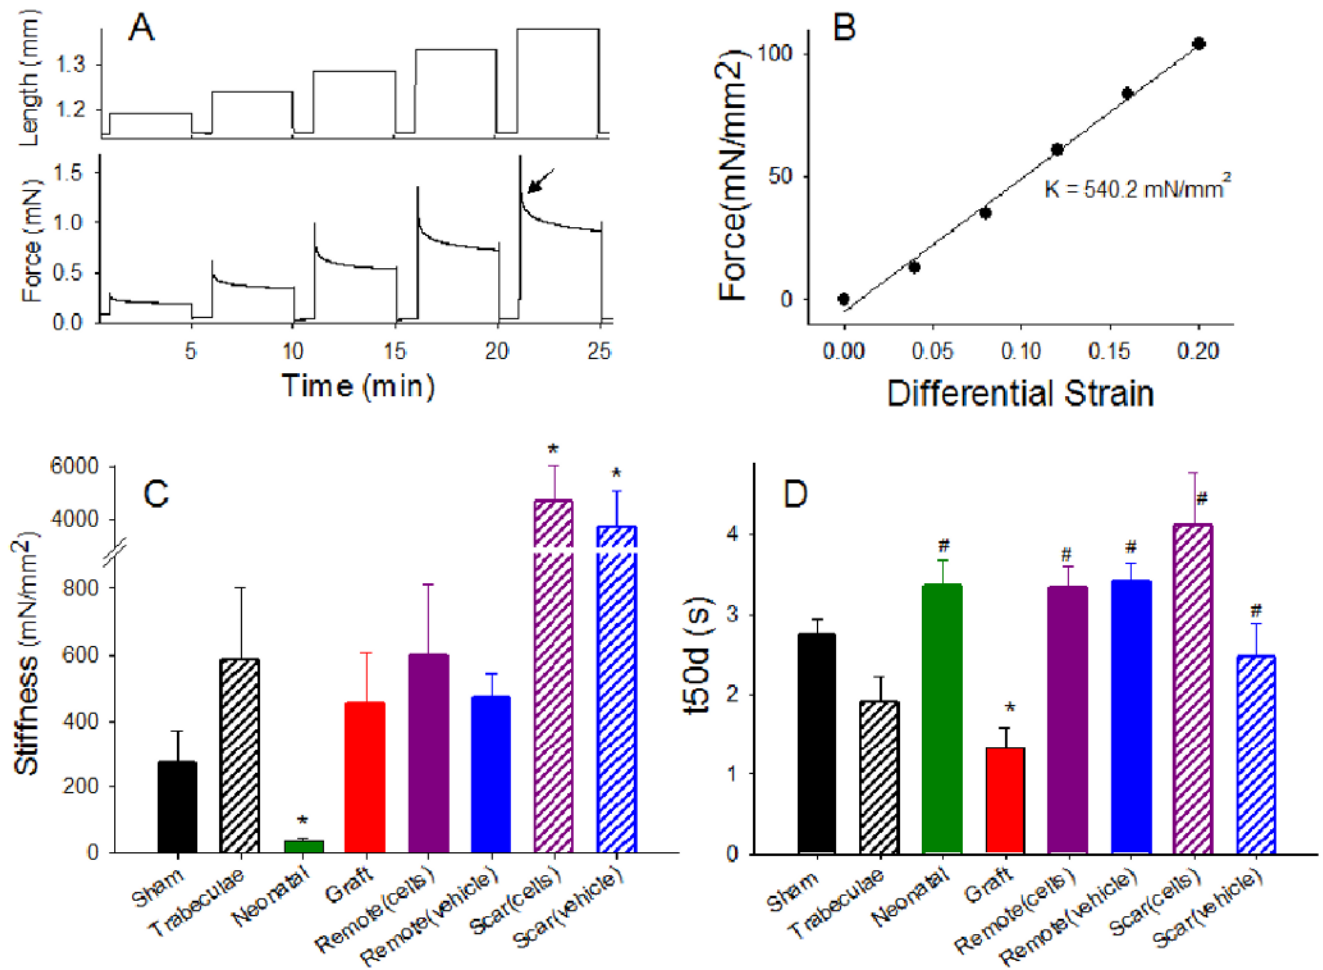 A
Length (mm)
1.3
1.2
Force (mN)
1.5
1.0
0.5
0.0
5 10 15 20 25
Time (min)
B
Force(mN/mm2)
100
50
0
K = 540.2 mN/mm²
0.00 0.05 0.10 0.15 0.20
Differential Strain
C
Stiffness (mN/mm²)
6000
4000
800
600
400
200
0
* * *
Sham Trabeculae Neonatal Graft Remote(cells) Remote(vehicle) Scar(cells) Scar(vehicle)
D
t50d (s)
4
3
2
1
0
# * # # # #
Sham Trabeculae Neonatal Graft Remote(cells) Remote(vehicle) Scar(cells) Scar(vehicle)